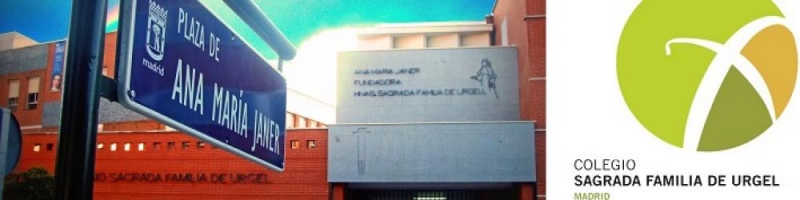 madrid
PLAZA DE
ANA MARÍA JANER
ANA MARIA JANER
FUNDADORA
HNAS. SAGRADA FAMILIA DE URGELL
SAGRADA FAMILIA DE URGEL
COLEGIO
SAGRADA FAMILIA DE URGEL
MADRID